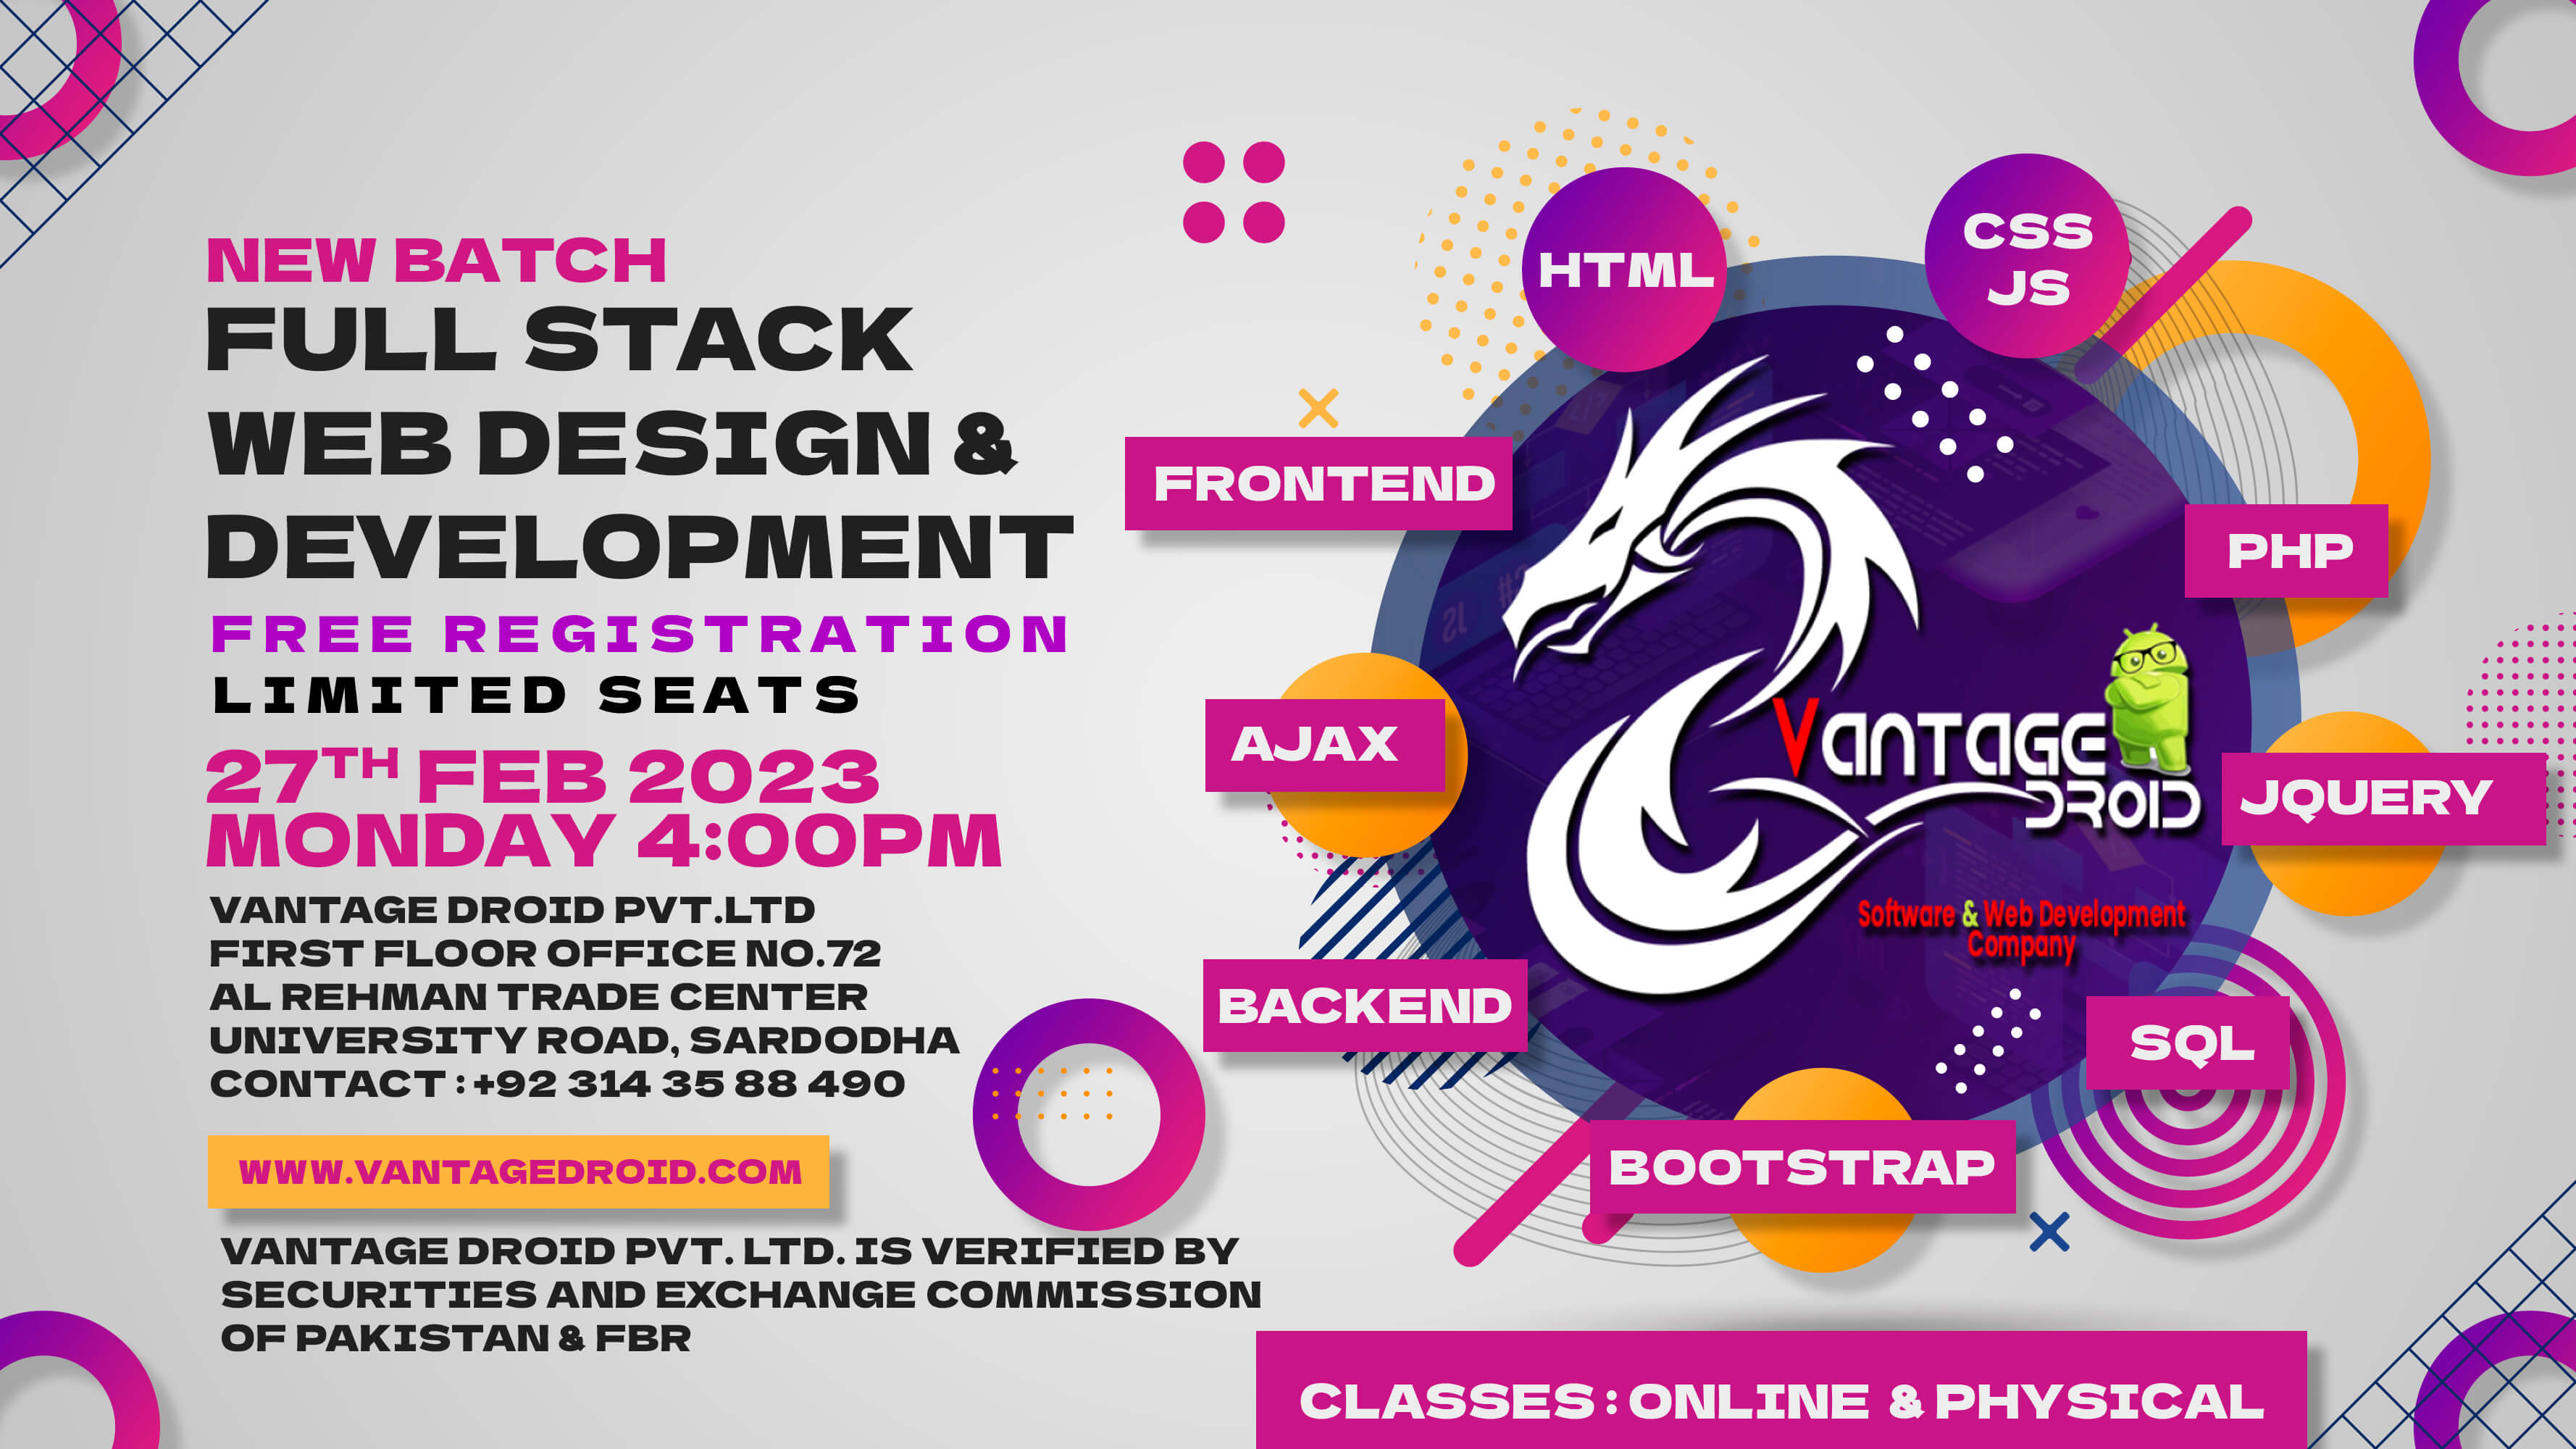 NEW BATCH
FULL STACK
WEB DESIGN &
DEVELOPMENT
FREE REGISTRATION
LIMITED SEATS
27TH FEB 2023
MONDAY 4:00PM
VANTAGE DROID PVT.LTD
FIRST FLOOR OFFICE NO.72
AL REHMAN TRADE CENTER
UNIVERSITY ROAD, SARDODHA
CONTACT : +92 314 35 88 490
WWW.VANTAGEDROID.COM
VANTAGE DROID PVT. LTD. IS VERIFIED BY
SECURITIES AND EXCHANGE COMMISSION
OF PAKISTAN & FBR
HTML
CSS
JS
FRONTEND
PHP
AJAX
JQUERY
BACKEND
SQL
BOOTSTRAP
VANTAGE
DROID
Software & Web Development
Company
CLASSES : ONLINE & PHYSICAL